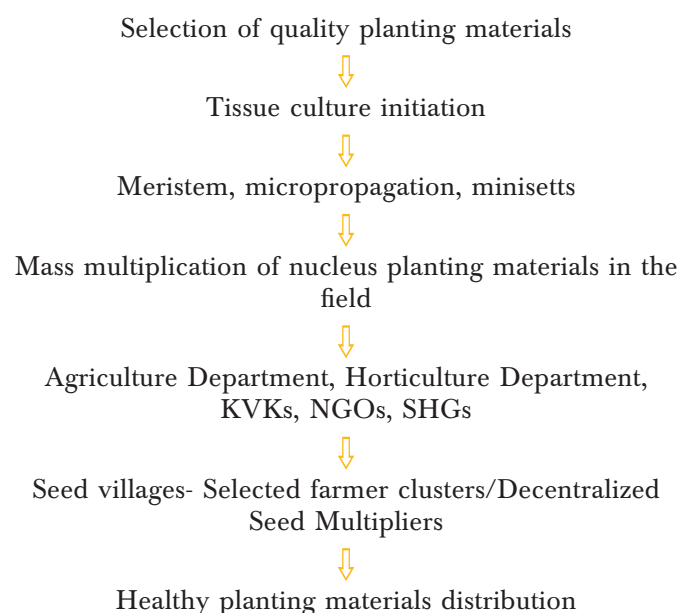 Selection of quality planting materials
Tissue culture initiation
Meristem, micropropagation, minisetts
Mass multiplication of nucleus planting materials in the
field
Agriculture Department, Horticulture Department,
KVKs, NGOs, SHGs
Seed villages- Selected farmer clusters/Decentralized
Seed Multipliers
Healthy planting materials distribution